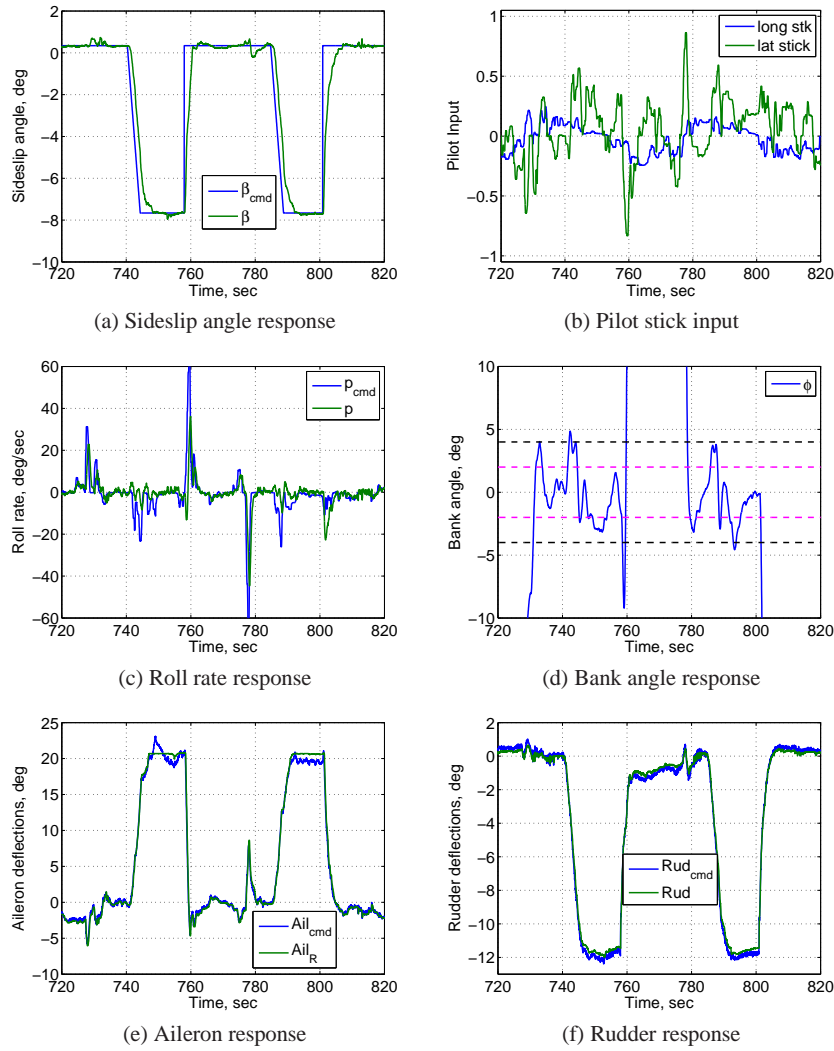 2
0
−2
−4
−6
−8
−10
720 740 760 780 800 820
Sideslip angle, deg
Time, sec
β_cmd
β
(a) Sideslip angle response
1
0.5
0
−0.5
−1
720 740 760 780 800 820
Pilot Input
Time, sec
long stk
lat stick
(b) Pilot stick input
60
40
20
0
−20
−40
−60
720 740 760 780 800 820
Roll rate, deg/sec
Time, sec
p_cmd
p
(c) Roll rate response
10
5
0
−5
−10
720 740 760 780 800 820
Bank angle, deg
Time, sec
ϕ
(d) Bank angle response
25
20
15
10
5
0
−5
−10
720 740 760 780 800 820
Aileron deflections, deg
Time, sec
Ail_cmd
Ail_R
(e) Aileron response
2
0
−2
−4
−6
−8
−10
−12
720 740 760 780 800 820
Rudder deflections, deg
Time, sec
Rud_cmd
Rud
(f) Rudder response